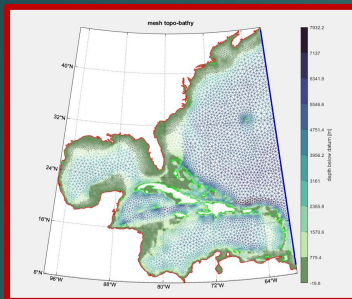 mesh topo-bathy
40°N
32°N
24°N
16°N
8°N
96°W
88°W
80°W
72°W
64°W
7932.2
7137
6341.8
5546.6
4751.4
3956.2
3161
2365.8
1570.6
775.4
-19.8
depth below datum [m]